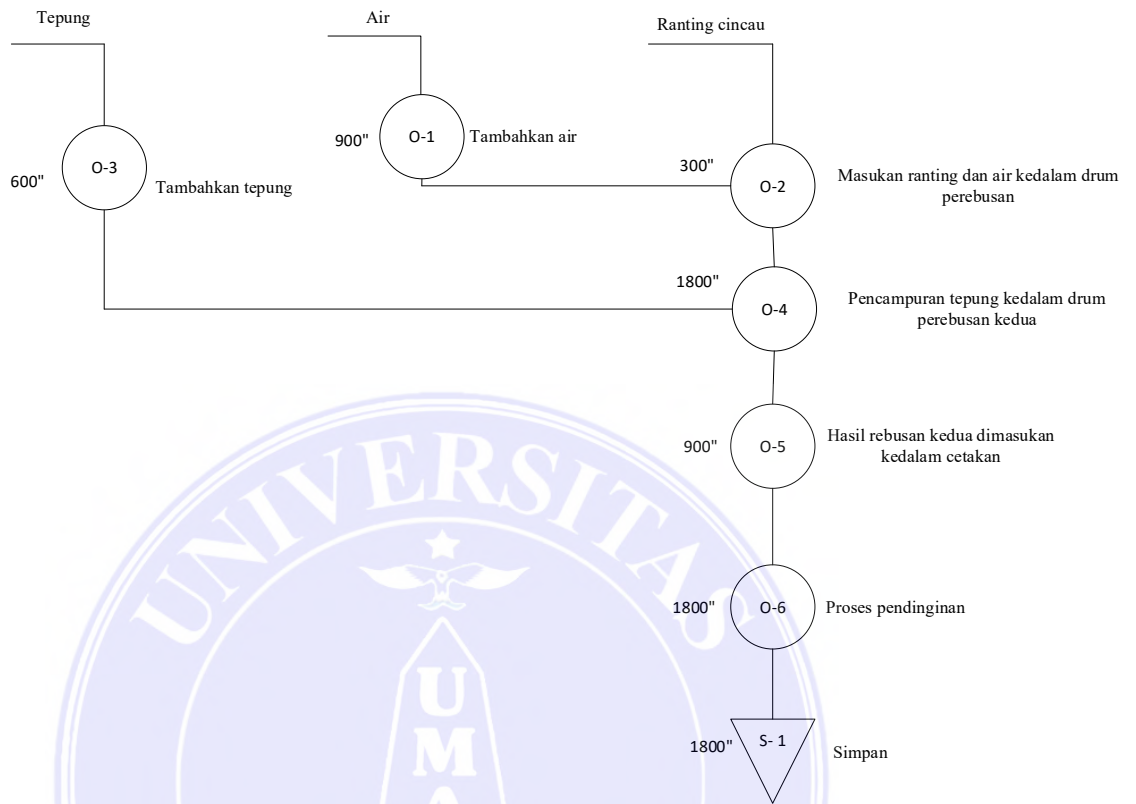 Tepung
Air
Ranting cincau
900"
O-1
Tambahkan air
600"
O-3
Tambahkan tepung
300"
O-2
Masukan ranting dan air kedalam drum
perebusan
1800"
O-4
Pencampuran tepung kedalam drum
perebusan kedua
900"
O-5
Hasil rebusan kedua dimasukan
kedalam cetakan
UNIVERSITAS
1800"
O-6
Proses pendinginan
U
M
A
1800"
S- 1
Simpan